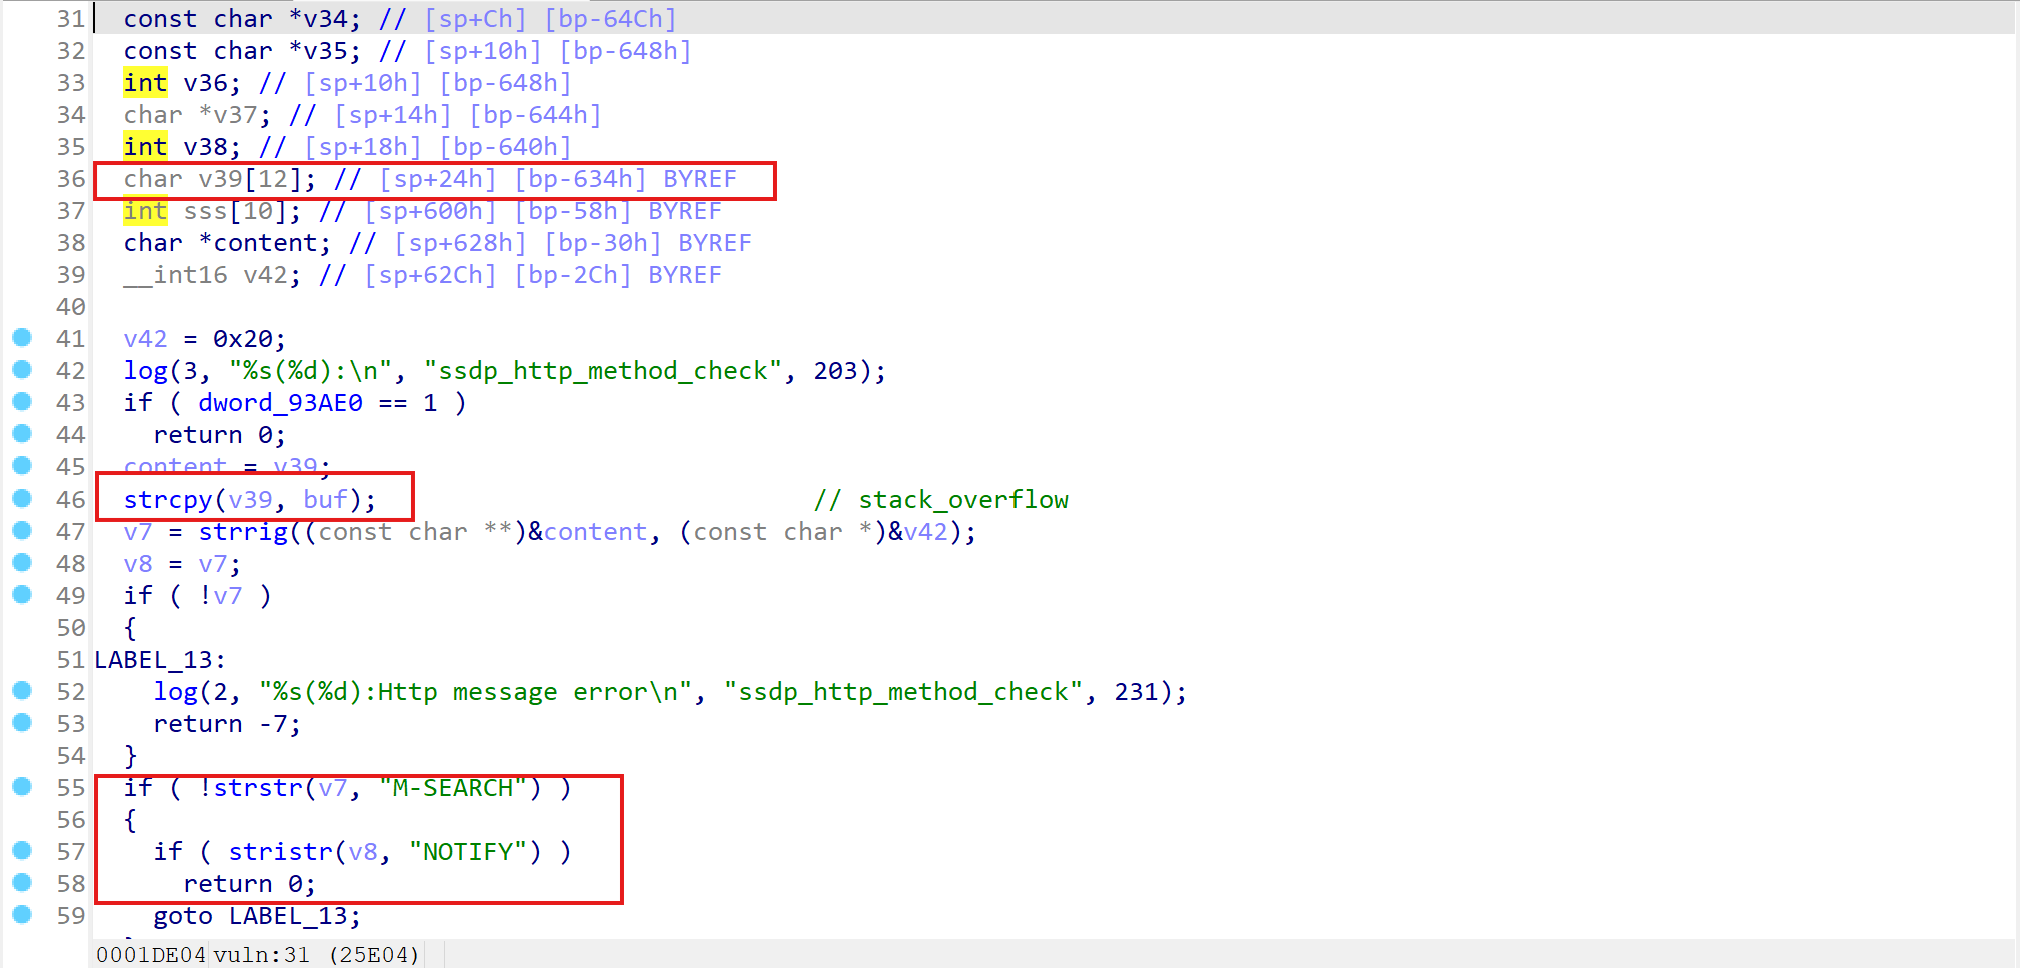 31 const char *v34; // [sp+Ch] [bp-64Ch]
32 const char *v35; // [sp+10h] [bp-648h]
33 int v36; // [sp+10h] [bp-648h]
34 char *v37; // [sp+14h] [bp-644h]
35 int v38; // [sp+18h] [bp-640h]
36 char v39[12]; // [sp+24h] [bp-634h] BYREF
37 int sss[10]; // [sp+600h] [bp-58h] BYREF
38 char *content; // [sp+628h] [bp-30h] BYREF
39 __int16 v42; // [sp+62Ch] [bp-2Ch] BYREF
40
41 v42 = 0x20;
42 log(3, "%s(%d):\n", "ssdp_http_method_check", 203);
43 if ( dword_93AE0 == 1 )
44 return 0;
45 content = v39;
46 strcpy(v39, buf); // stack_overflow
47 v7 = strrig((const char **)&content, (const char *)&v42);
48 v8 = v7;
49 if ( !v7 )
50 {
51 LABEL_13:
52 log(2, "%s(%d):Http message error\n", "ssdp_http_method_check", 231);
53 return -7;
54 }
55 if ( !strstr(v7, "M-SEARCH") )
56 {
57 if ( stristr(v8, "NOTIFY") )
58 return 0;
59 goto LABEL_13;
0001DE04 vuln:31 (25E04)